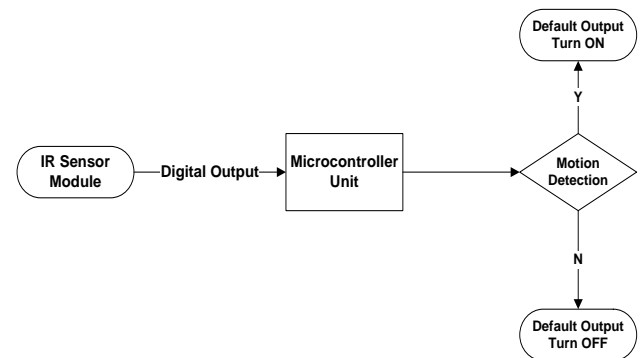 Default Output
Turn ON
Y
IR Sensor
Module
Digital Output
Microcontroller
Unit
Motion
Detection
N
Default Output
Turn OFF